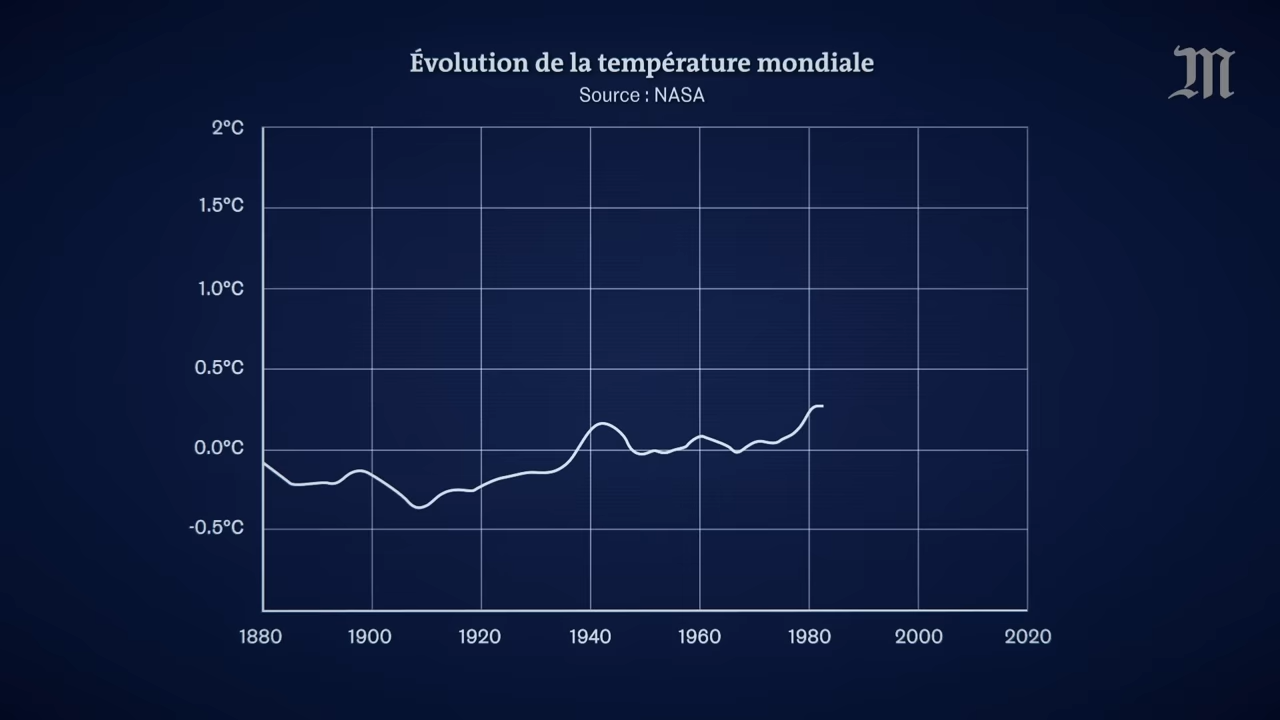 Évolution de la température mondiale
Source : NASA
M
2°C
1.5°C
1.0°C
0.5°C
0.0°C
-0.5°C
1880 1900 1920 1940 1960 1980 2000 2020